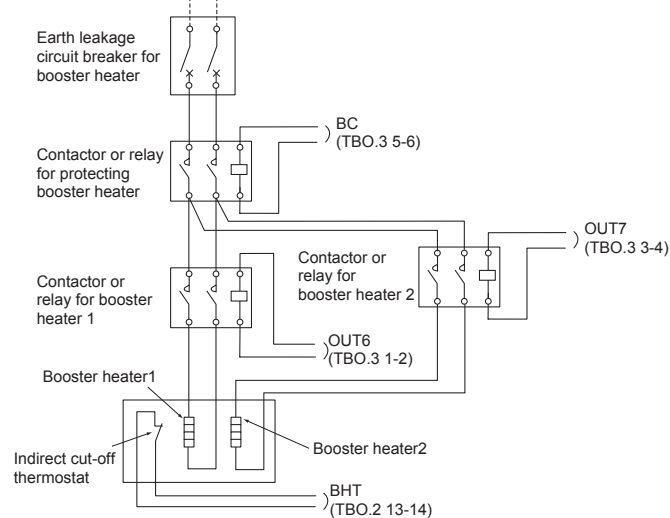 Earth leakage
circuit breaker for
booster heater
BC
(TBO.3 5-6)
Contactor or relay
for protecting
booster heater
OUT7
(TBO.3 3-4)
Contactor or
relay for
booster heater 2
Contactor or
relay for booster
heater 1
OUT6
(TBO.3 1-2)
Booster heater1
Booster heater2
Indirect cut-off
thermostat
BHT
(TBO.2 13-14)